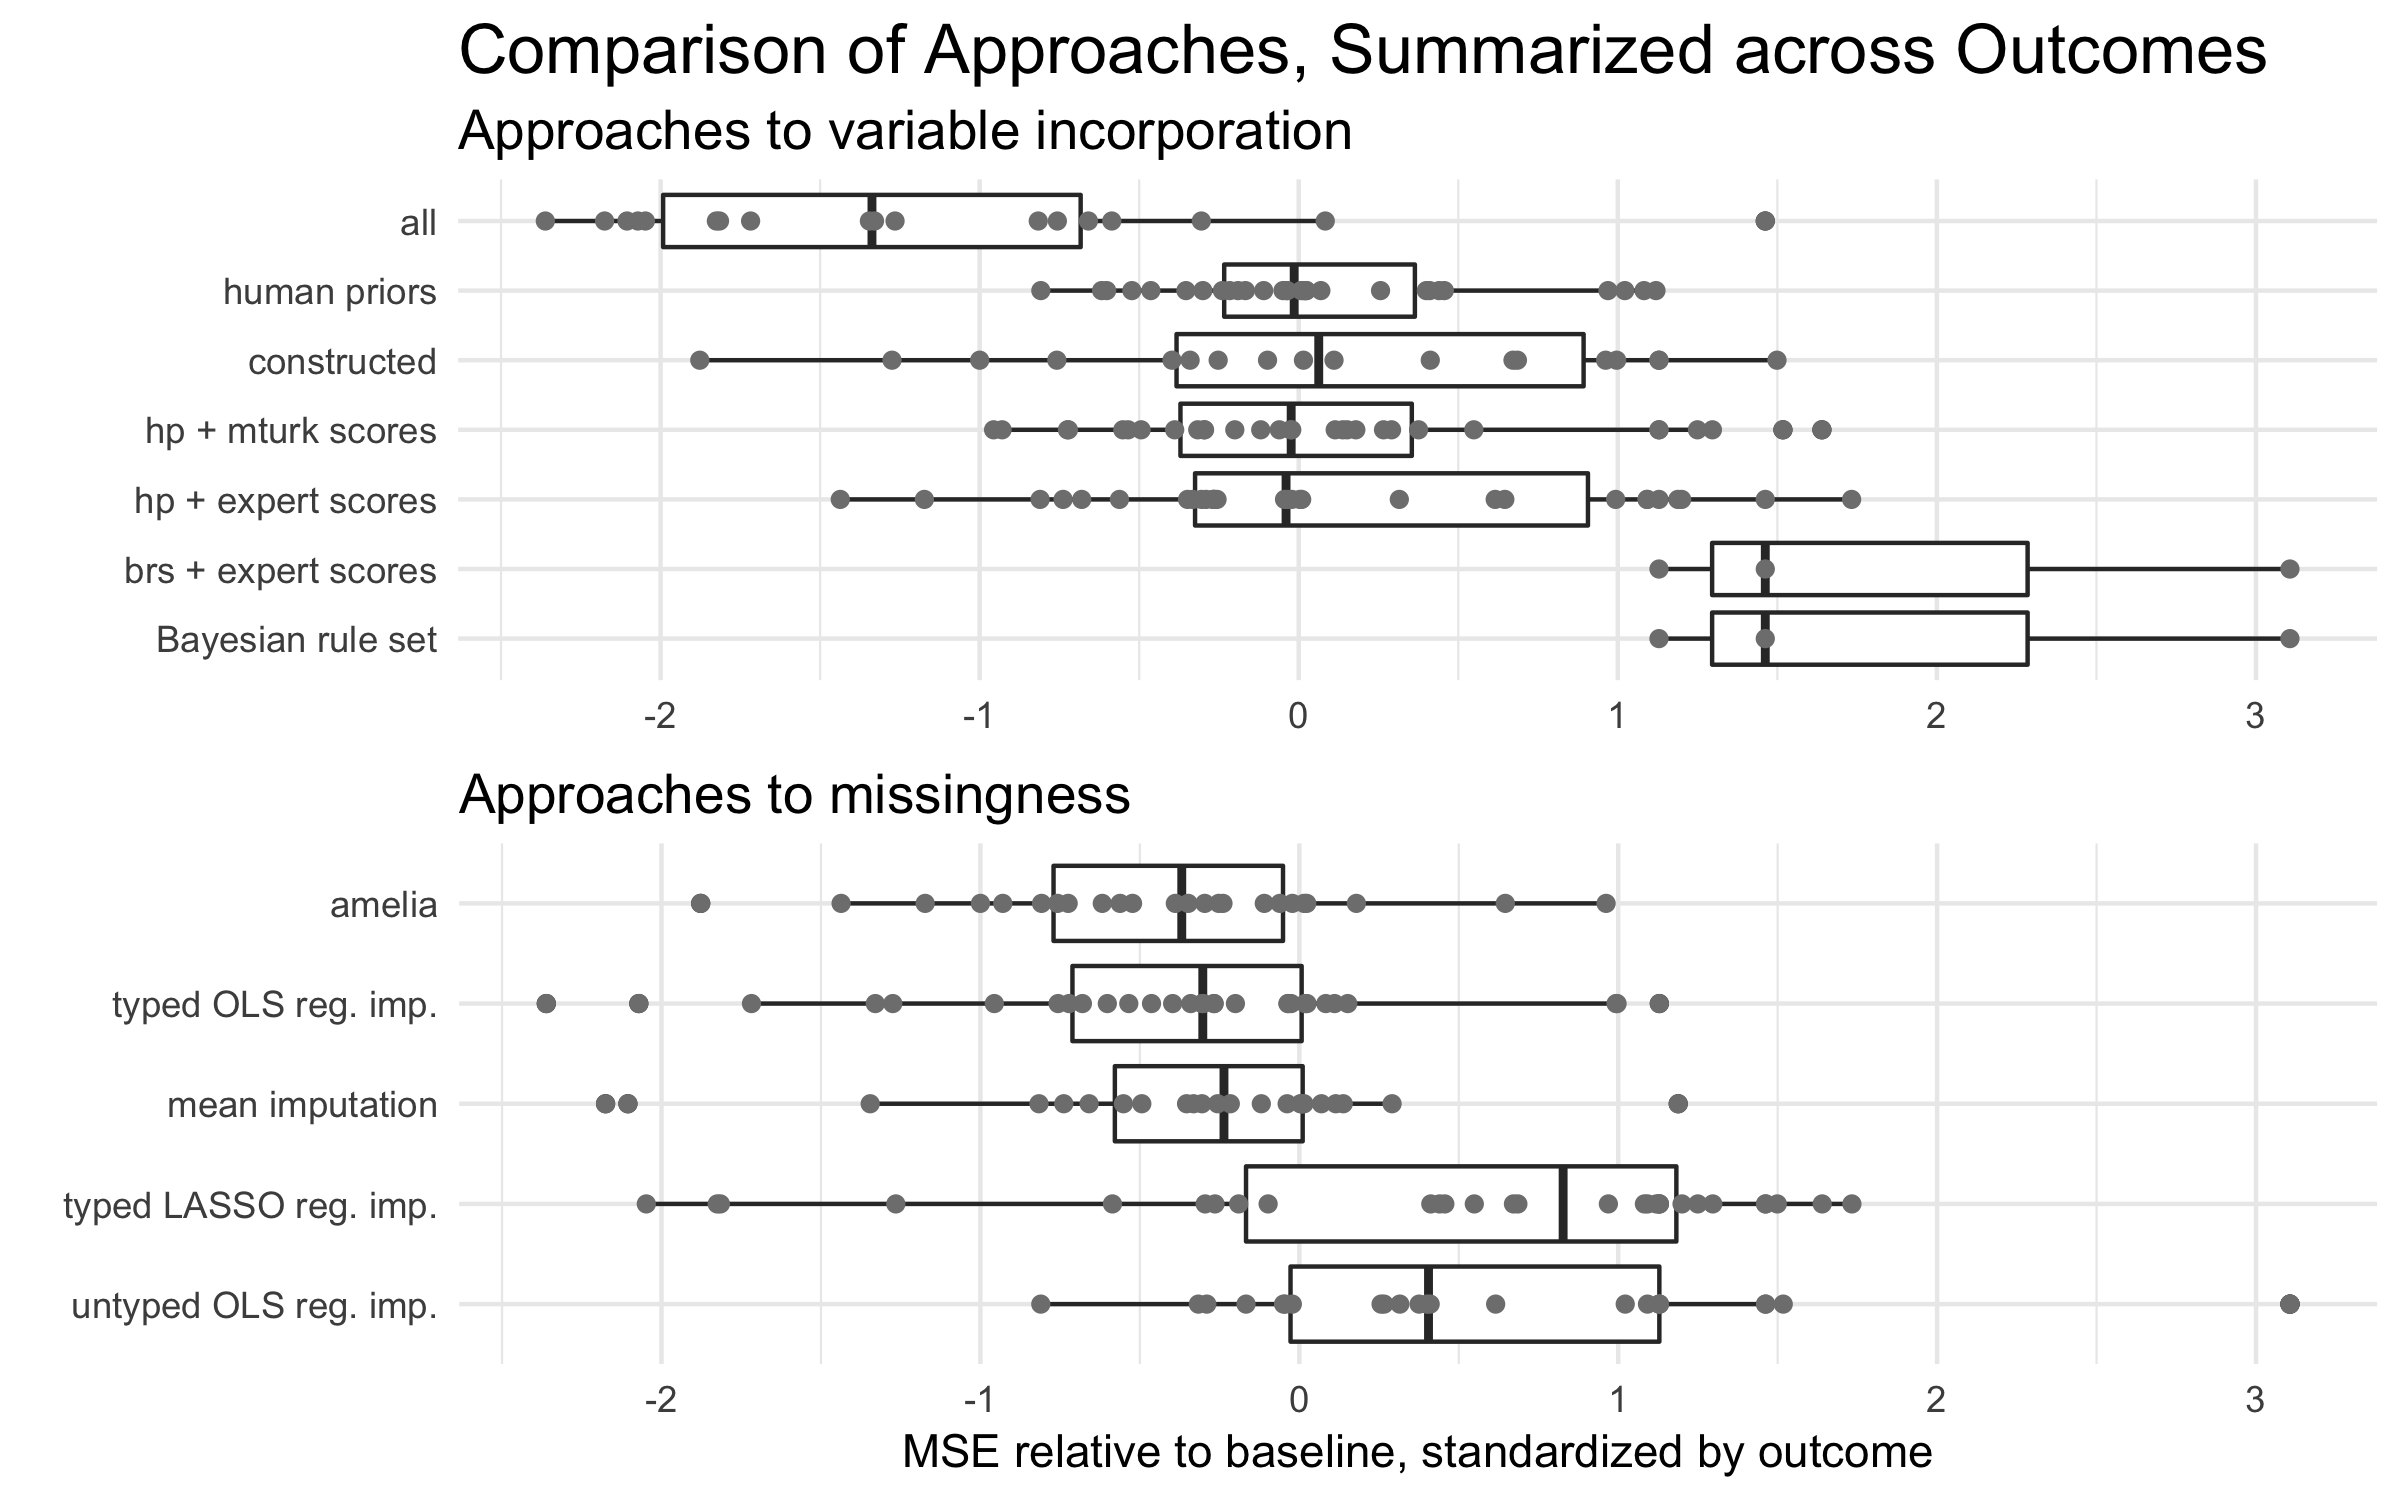 Comparison of Approaches, Summarized across Outcomes
Approaches to variable incorporation
all
human priors
constructed
hp + mturk scores
hp + expert scores
brs + expert scores
Bayesian rule set
-2 -1 0 1 2 3
Approaches to missingness
amelia
typed OLS reg. imp.
mean imputation
typed LASSO reg. imp.
untyped OLS reg. imp.
-2 -1 0 1 2 3
MSE relative to baseline, standardized by outcome